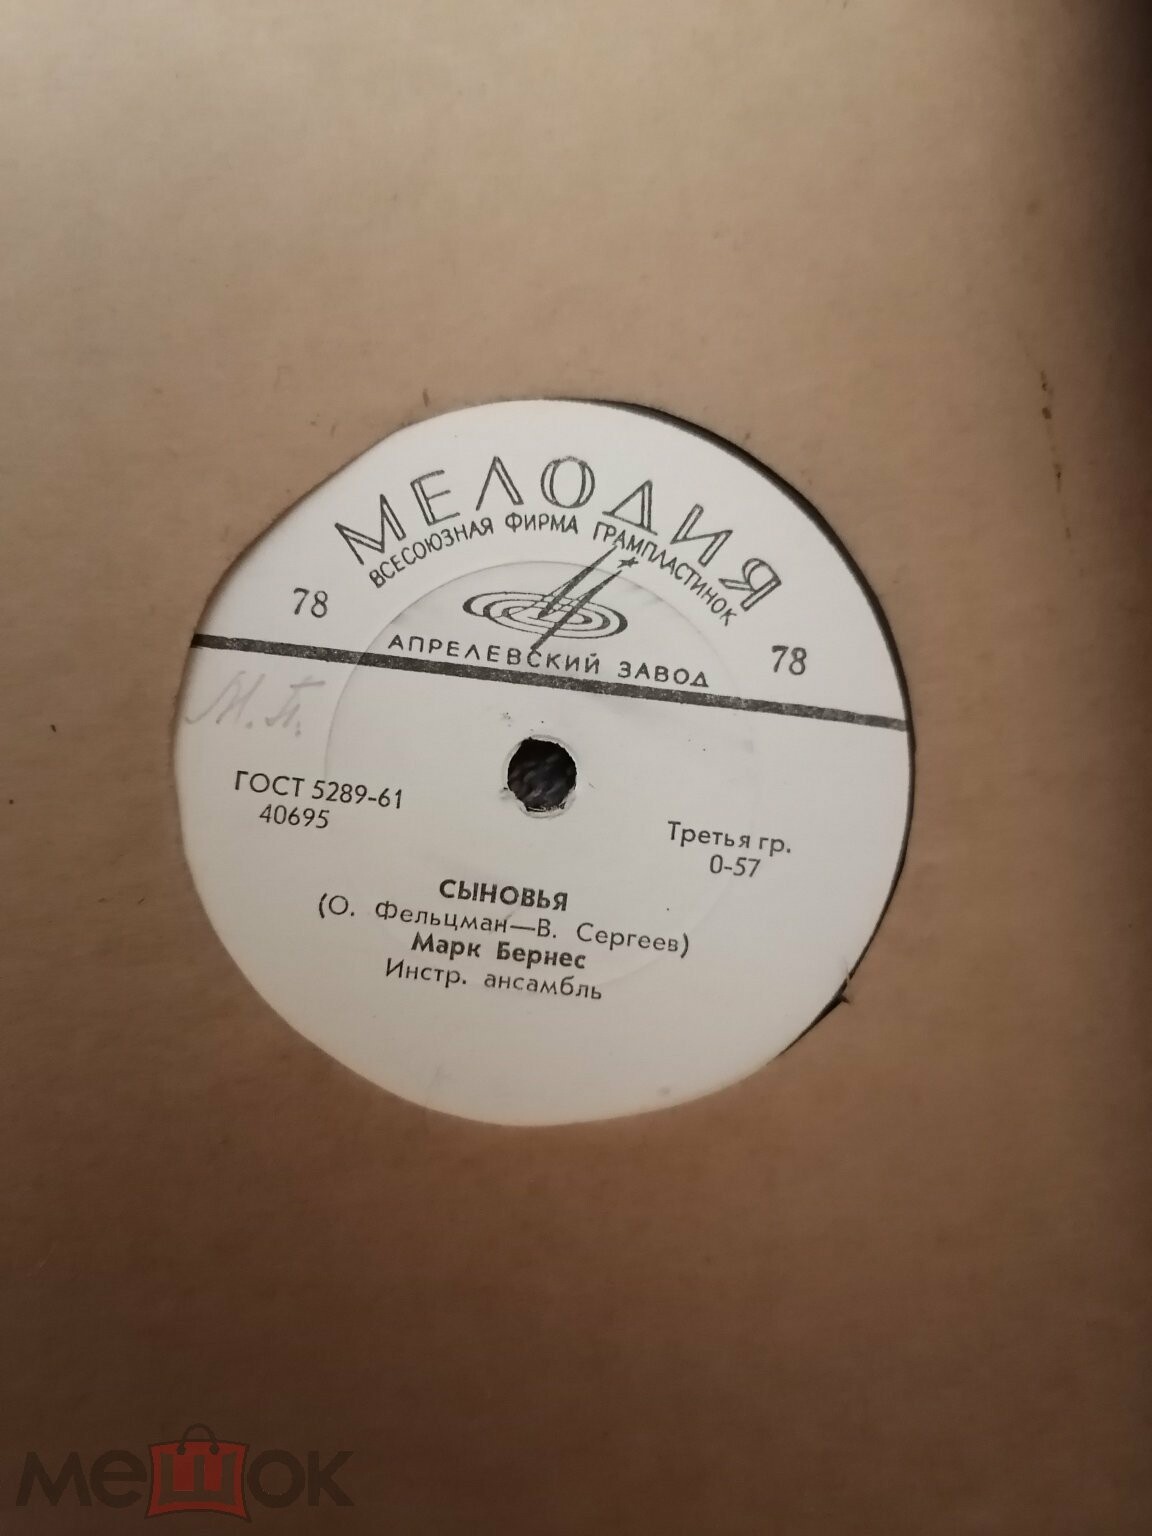 МЕЛОДИЯ
ВСЕСОЮЗНАЯ ФИРМА ГРАМПЛАСТИНОК
78 78
АПРЕЛЕВСКИЙ ЗАВОД
М.П.
ГОСТ 5289-61
40695
Третья гр.
0-57
СЫНОВЬЯ
(О. Фельцман—В. Сергеев)
Марк Бернес
Инстр. ансамбль
мешок